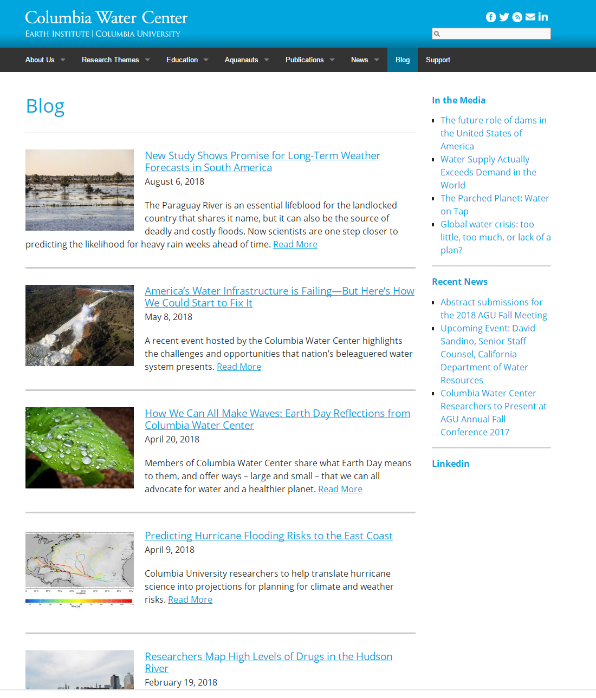 Columbia Water Center
Earth Institute | Columbia University
About Us
Research Themes
Education
Aquanauts
Publications
News
Blog
Support
Blog
New Study Shows Promise for Long-Term Weather
Forecasts in South America
August 6, 2018
The Paraguay River is an essential lifeblood for the landlocked
country that shares it name, but it can also be the source of
deadly and costly floods. Now scientists are one step closer to
predicting the likelihood for heavy rain weeks ahead of time. Read More
America's Water Infrastructure is Failing—But Here's How
We Could Start to Fix It
May 8, 2018
A recent event hosted by the Columbia Water Center highlights
the challenges and opportunities that nation's beleaguered water
system presents. Read More
How We Can All Make Waves: Earth Day Reflections from
Columbia Water Center
April 20, 2018
Members of Columbia Water Center share what Earth Day means
to them, and offer ways – large and small – that we can all
advocate for water and a healthier planet. Read More
Predicting Hurricane Flooding Risks to the East Coast
April 9, 2018
Columbia University researchers to help translate hurricane
science into projections for planning for climate and weather
risks. Read More
Researchers Map High Levels of Drugs in the Hudson
River
February 19, 2018
In the Media
The future role of dams in
the United States of
America
Water Supply Actually
Exceeds Demand in the
World
The Parched Planet: Water
on Tap
Global water crisis: too
little, too much, or lack of a
plan?
Recent News
Abstract submissions for
the 2018 AGU Fall Meeting
Upcoming Event: David
Sandino, Senior Staff
Counsel, California
Department of Water
Resources
Columbia Water Center
Researchers to Present at
AGU Annual Fall
Conference 2017
Linkedin